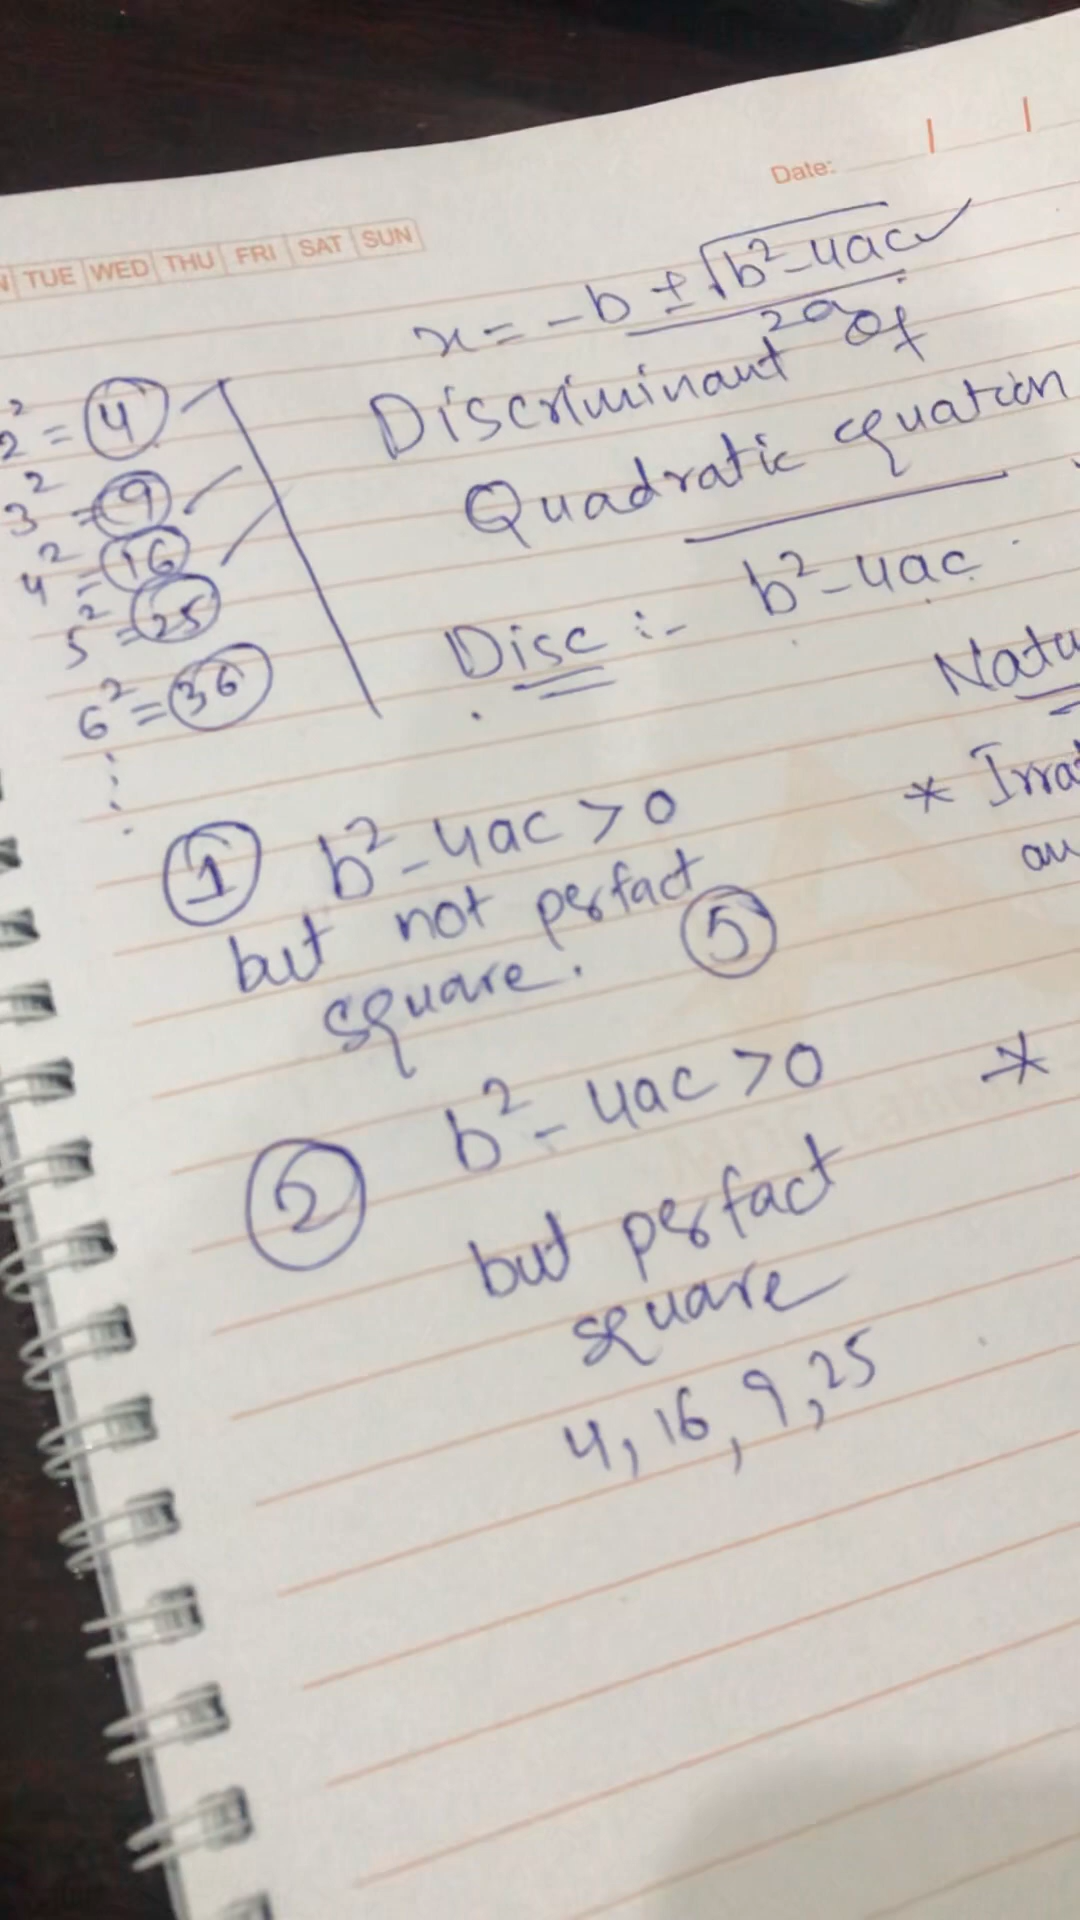 Date:
TUE WED THU FRI SAT SUN
x = -b ± √b²-4ac
2a
2² = 4
3² = 9
4² = 16
5² = 25
6² = 36
Discriminant of
Quadratic equation
Disc :- b²-4ac
Natu
① b²-4ac > 0
but not perfact
square. ⑤
* Irrat
② b²-4ac > 0
but perfact
square
4, 16, 9, 25
*